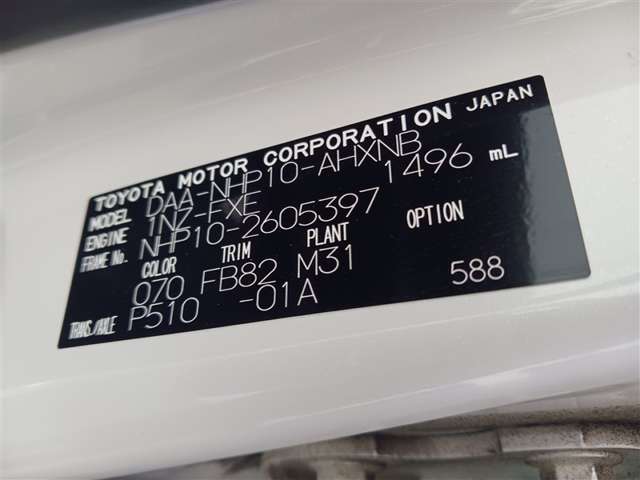 TOYOTA MOTOR CORPORATION JAPAN
MODEL DAA-NHP10-AHXNB
ENGINE 1NZ-FXE 1496 mL
FRAME No. NHP10-2605397
COLOR TRIM PLANT OPTION
070 FB82 M31
TRANS./AXLE P510 -01A 588